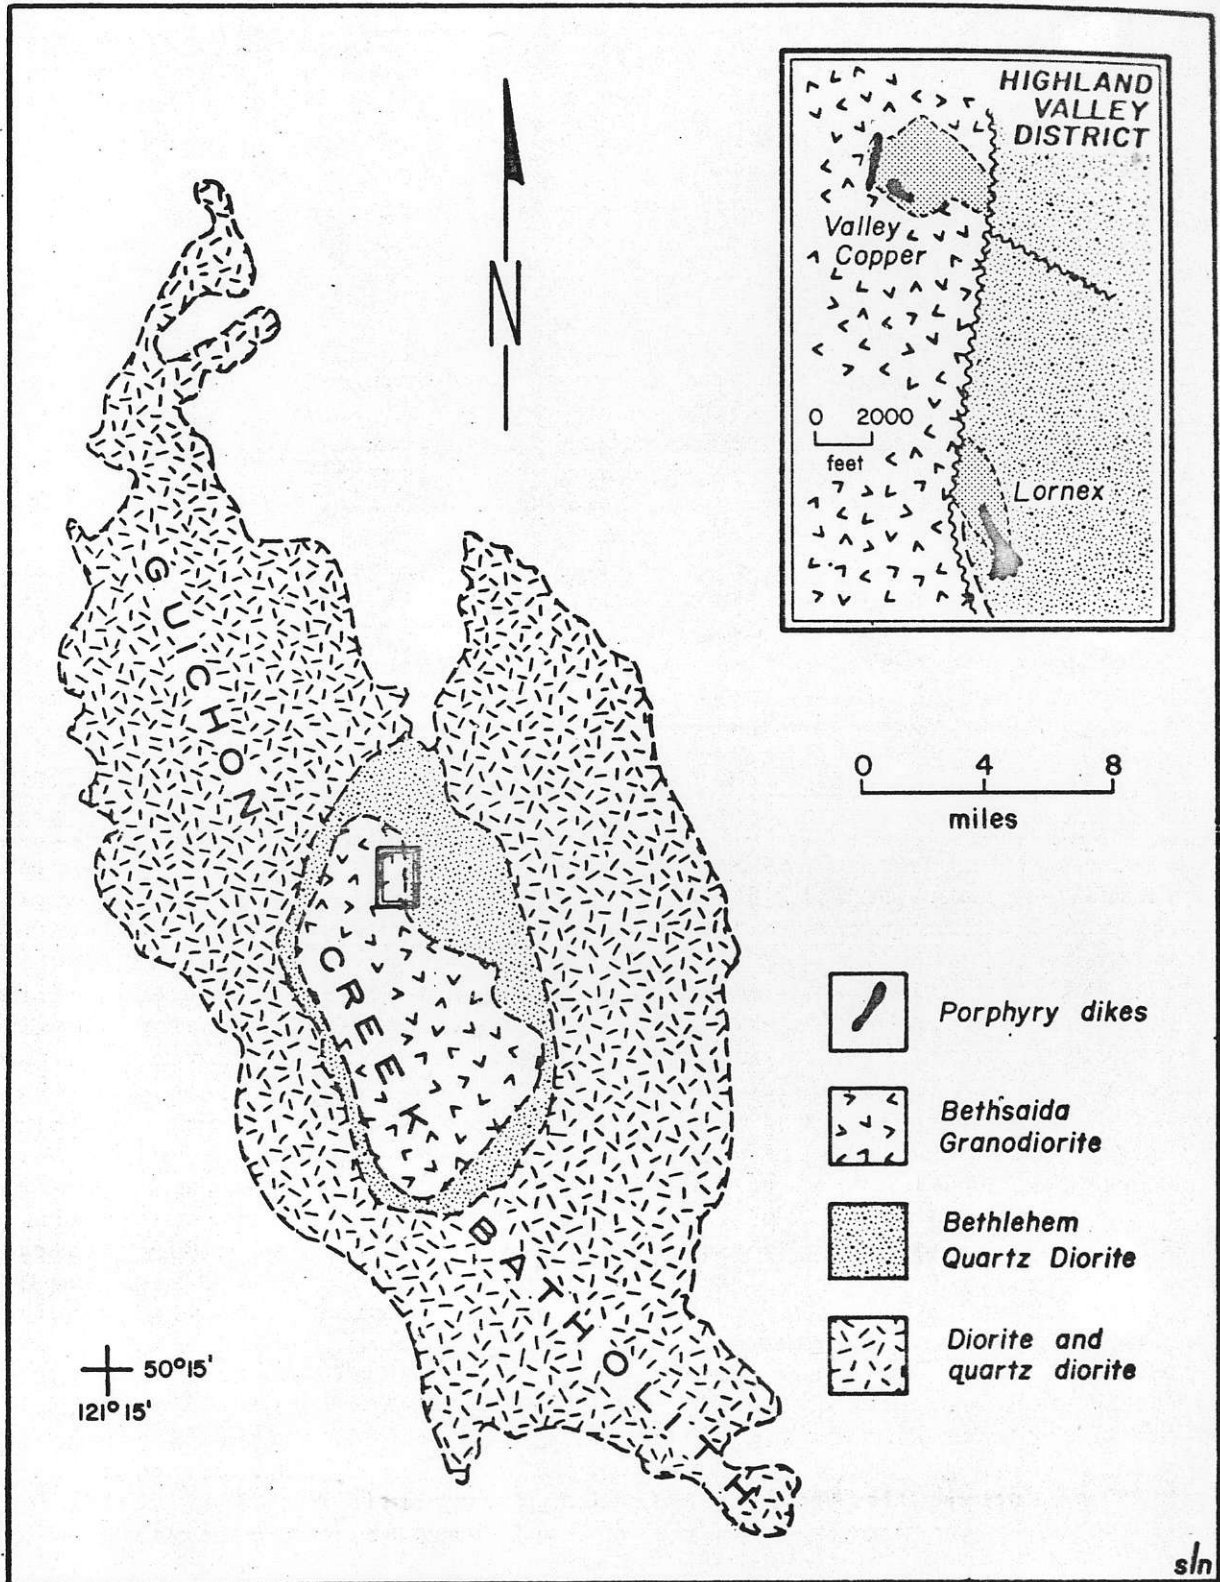 HIGHLAND
VALLEY
DISTRICT
Valley
Copper
0 2000
feet
Lornex
N
GUICHON
CREEK
BATHOLITH
0 4 8
miles
Porphyry dikes
Bethsaida
Granodiorite
Bethlehem
Quartz Diorite
Diorite and
quartz diorite
50°15'
121°15'
sln